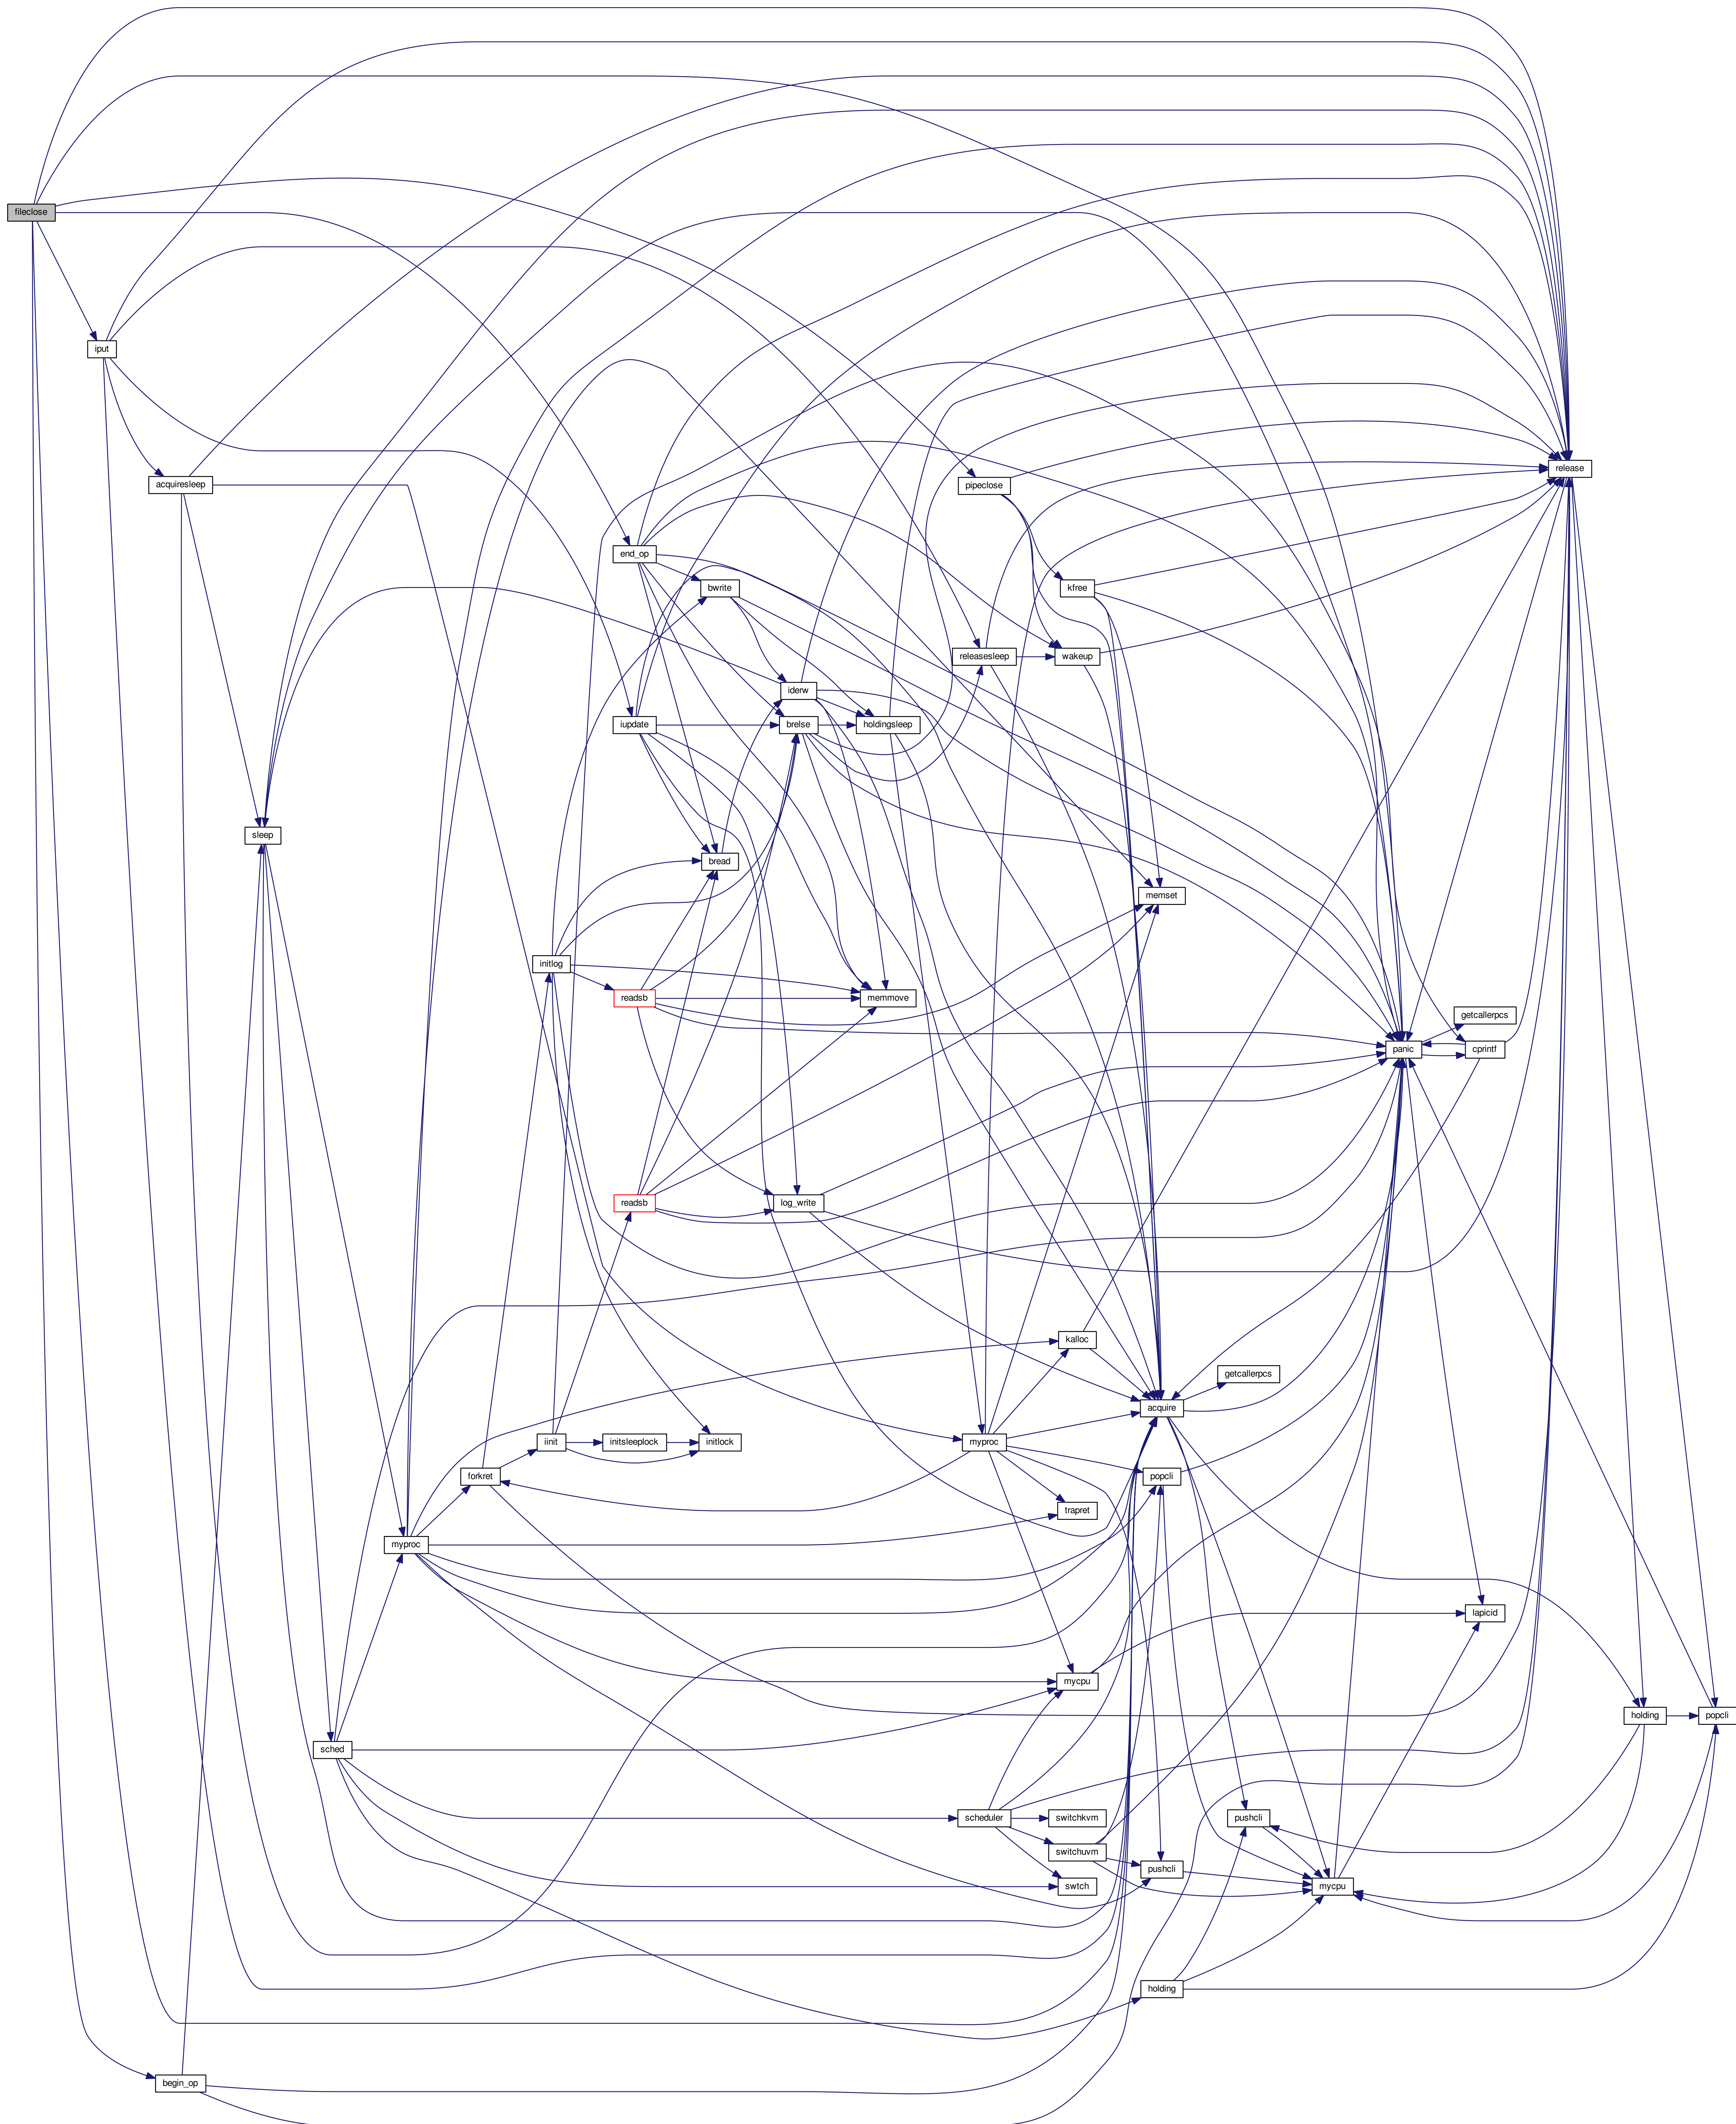 fileclose
iput
release
acquiresleep
pipeclose
end_op
bwrite
kfree
releasesleep
wakeup
iderw
iupdate
brelse
holdingsleep
sleep
bread
memset
initlog
readsb
memmove
getcallerpcs
panic
cprintf
readsb
log_write
kalloc
getcallerpcs
acquire
iinit
initsleeplock
initlock
myproc
forkret
popcli
trapret
myproc
lapicid
mycpu
holding
popcli
sched
scheduler
switchkvm
pushcli
switchuvm
pushcli
swtch
mycpu
holding
begin_op